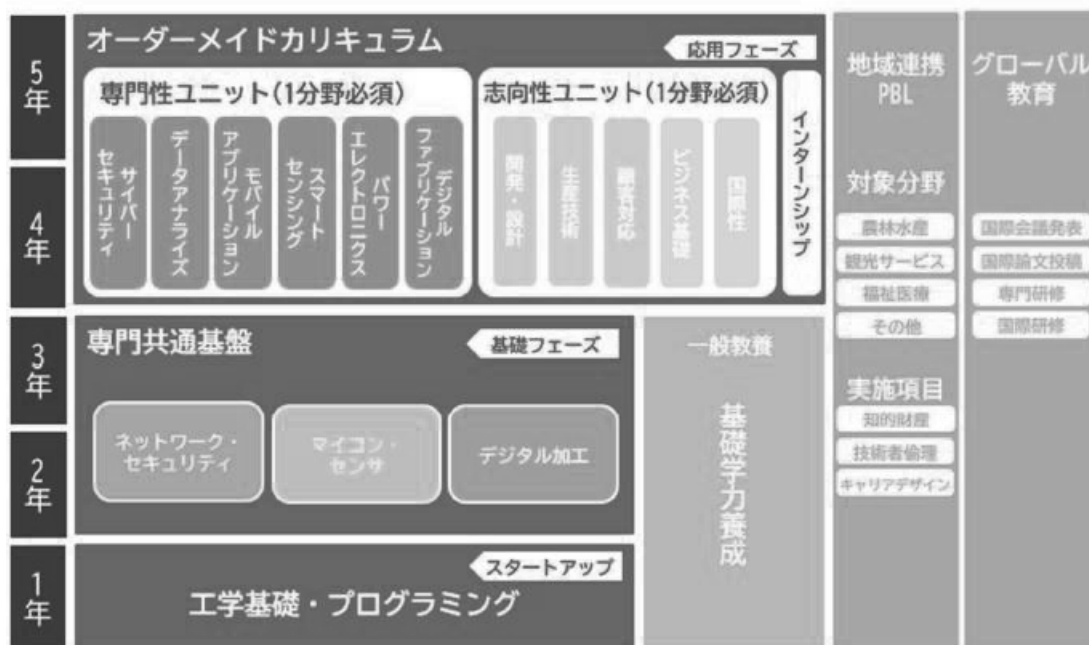 5年
オーダーメイドカリキュラム
応用フェーズ
専門性ユニット(1分野必須)
サイバー
セキュリティ
データアナライズ
モバイル
アプリケーション
スマート
センシング
パワー
エレクトロニクス
デジタル
ファブリケーション
志向性ユニット(1分野必須)
開発・設計
生産技術
顧客対応
ビジネス基礎
国際性
インターンシップ
4年
3年
専門共通基盤
基礎フェーズ
ネットワーク・
セキュリティ
マイコン・
センサ
デジタル加工
2年
1年
スタートアップ
工学基礎・プログラミング
一般教養
基礎学力養成
地域連携
PBL
対象分野
農林水産
観光サービス
福祉医療
その他
実施項目
知的財産
技術者倫理
キャリアデザイン
グローバル
教育
国際会議発表
国際論文投稿
専門研修
国際研修